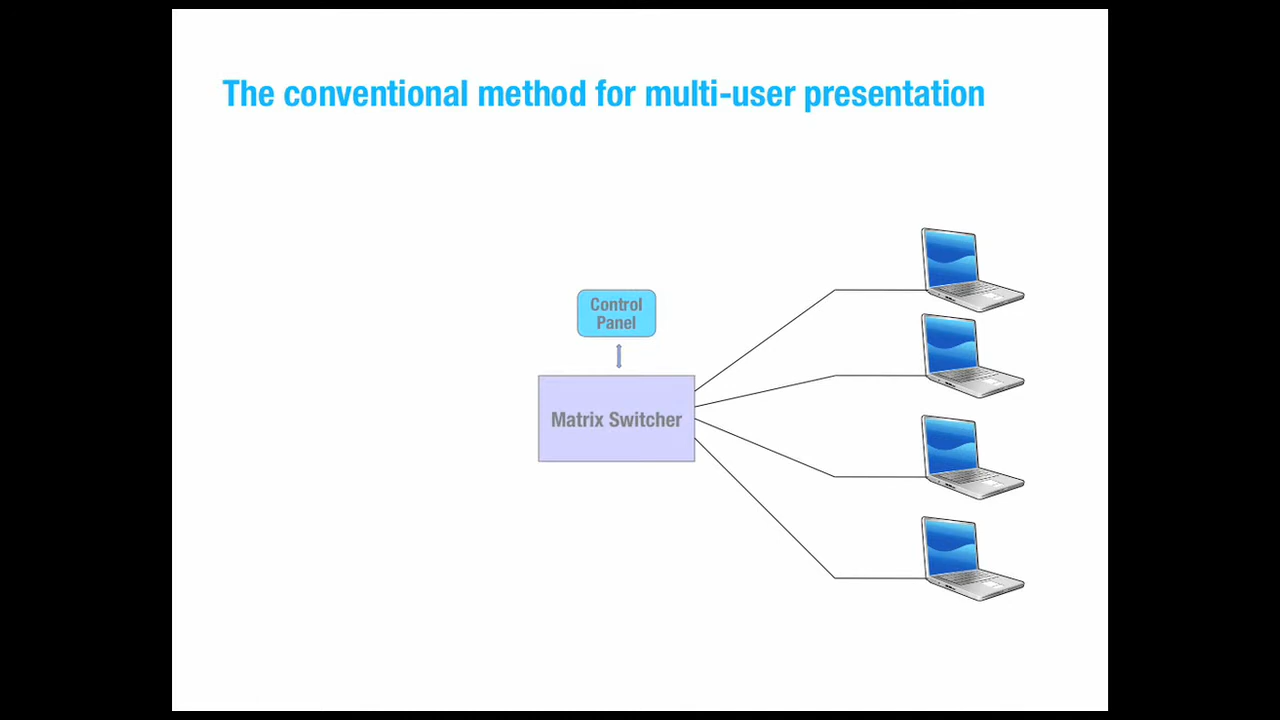 The conventional method for multi-user presentation
Control
Panel
Matrix Switcher